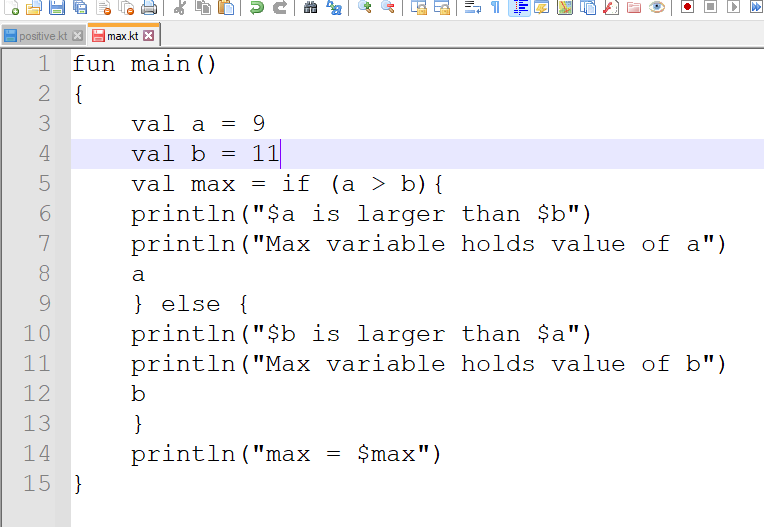 positive.kt max.kt
1 fun main()
2 {
3     val a = 9
4     val b = 11
5     val max = if (a > b){
6     println("$a is larger than $b")
7     println("Max variable holds value of a")
8     a
9     } else {
10     println("$b is larger than $a")
11     println("Max variable holds value of b")
12     b
13     }
14     println("max = $max")
15 }